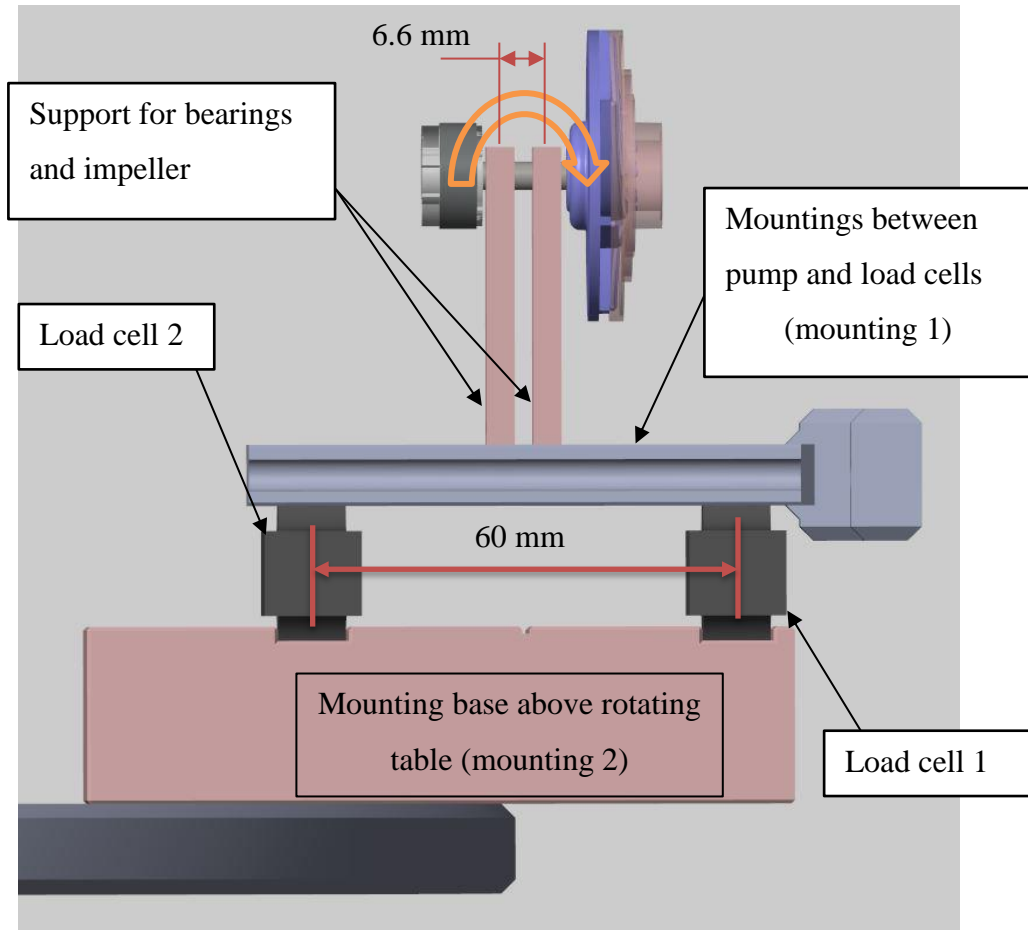 6.6 mm
Support for bearings
and impeller
Mountings between
pump and load cells
(mounting 1)
Load cell 2
60 mm
Mounting base above rotating
table (mounting 2)
Load cell 1